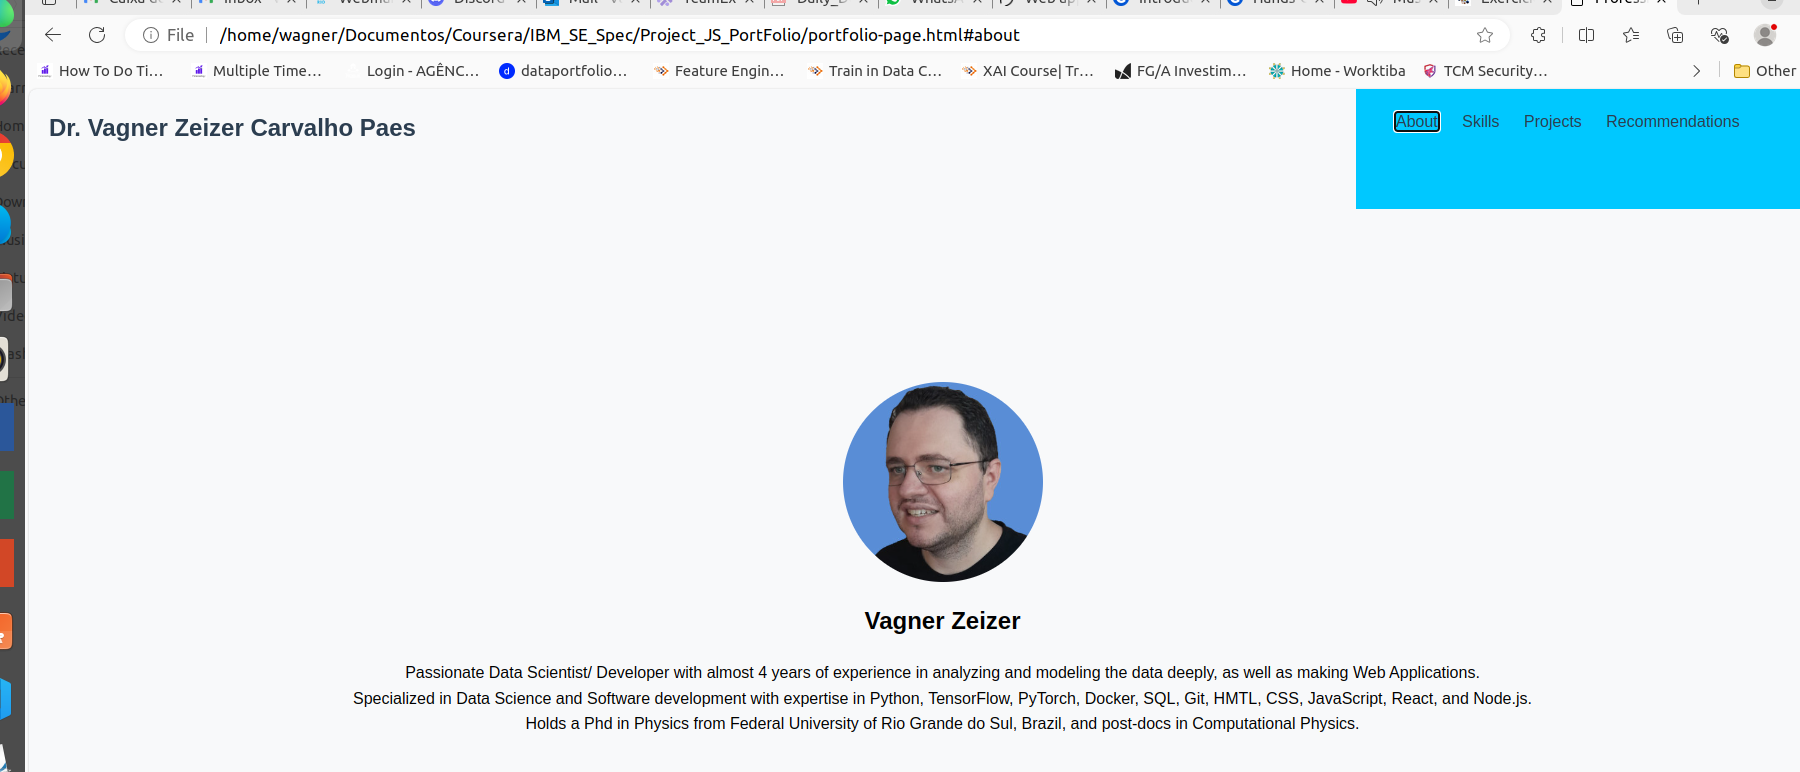 File
/home/wagner/Documentos/Coursera/IBM_SE_Spec/Project_JS_PortFolio/portfolio-page.html#about
How To Do Ti…
Multiple Time…
Login - AGÊNC…
dataportfolio…
Feature Engin…
Train in Data C…
XAI Course| Tr…
FG/A Investim…
Home - Worktiba
TCM Security…
Other
Dr. Vagner Zeizer Carvalho Paes
About
Skills
Projects
Recommendations
Vagner Zeizer
Passionate Data Scientist/ Developer with almost 4 years of experience in analyzing and modeling the data deeply, as well as making Web Applications.
Specialized in Data Science and Software development with expertise in Python, TensorFlow, PyTorch, Docker, SQL, Git, HMTL, CSS, JavaScript, React, and Node.js.
Holds a Phd in Physics from Federal University of Rio Grande do Sul, Brazil, and post-docs in Computational Physics.